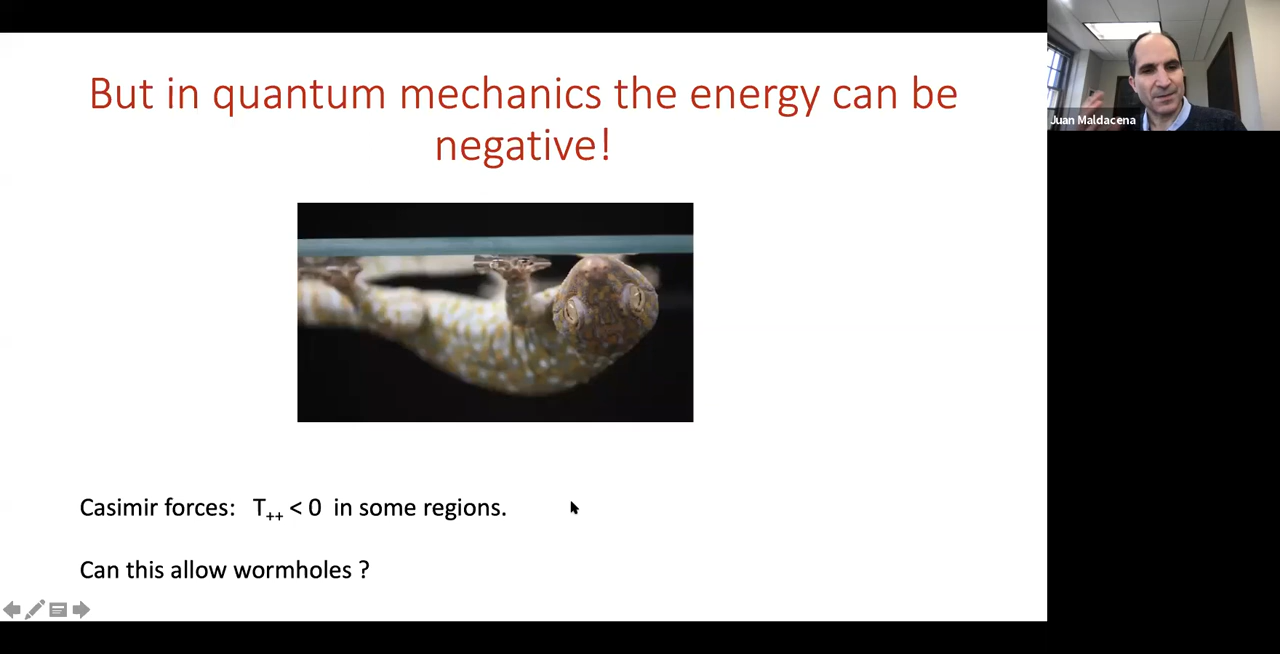 But in quantum mechanics the energy can be
negative!
Juan Maldacena
Casimir forces: T₊₊ < 0 in some regions.
Can this allow wormholes ?